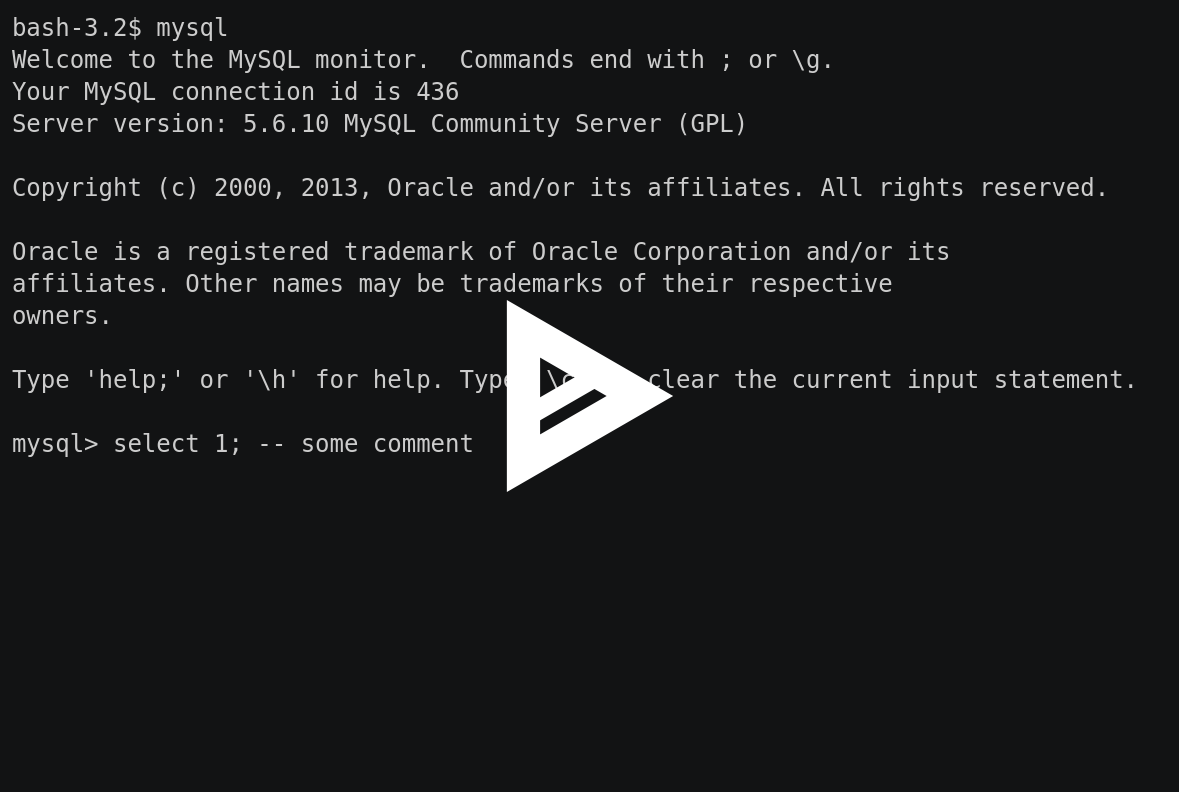 bash-3.2$ mysql
Welcome to the MySQL monitor.  Commands end with ; or \g.
Your MySQL connection id is 436
Server version: 5.6.10 MySQL Community Server (GPL)

Copyright (c) 2000, 2013, Oracle and/or its affiliates. All rights reserved.

Oracle is a registered trademark of Oracle Corporation and/or its
affiliates. Other names may be trademarks of their respective
owners.

Type 'help;' or '\h' for help. Type \c clear the current input statement.

mysql> select 1; -- some comment